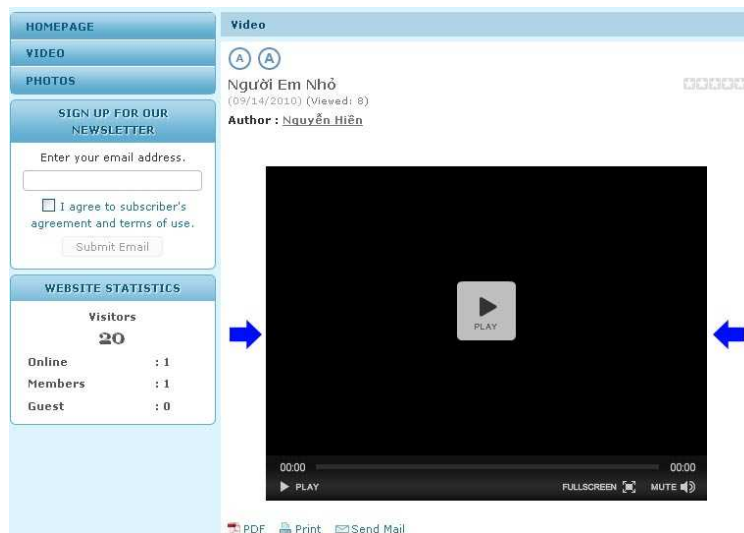 HOMEPAGE
VIDEO
PHOTOS
SIGN UP FOR OUR
NEWSLETTER
Enter your email address.
I agree to subscriber's
agreement and terms of use.
Submit Email
WEBSITE STATISTICS
Visitors
20
Online : 1
Members : 1
Guest : 0
Video
A A
Người Em Nhỏ
(09/14/2010) (Viewed: 8)
Author : Nguyễn Hiền
PLAY
00:00 00:00
PLAY FULLSCREEN MUTE
PDF Print Send Mail